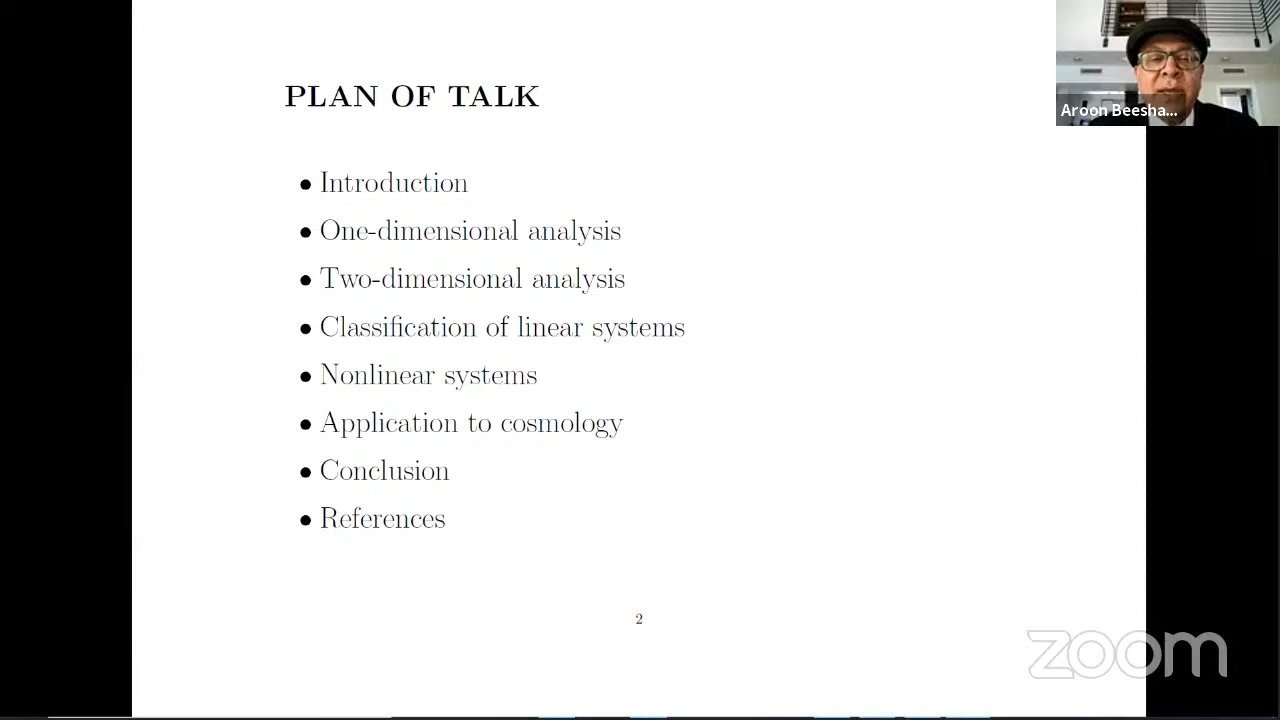 PLAN OF TALK
Aroon Beesha...
• Introduction
• One-dimensional analysis
• Two-dimensional analysis
• Classification of linear systems
• Nonlinear systems
• Application to cosmology
• Conclusion
• References
2
zoom